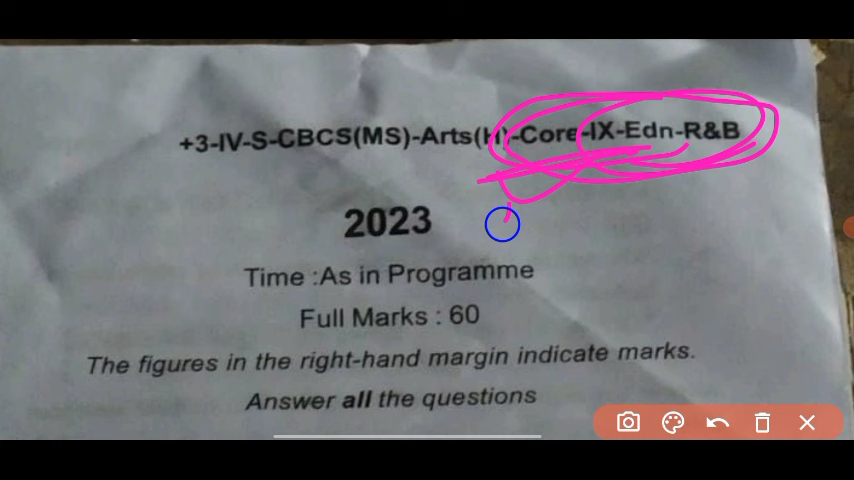 +3-IV-S-CBCS(MS)-Arts(H)-Core-IX-Edn-R&B
2023
Time :As in Programme
Full Marks : 60
The figures in the right-hand margin indicate marks.
Answer all the questions